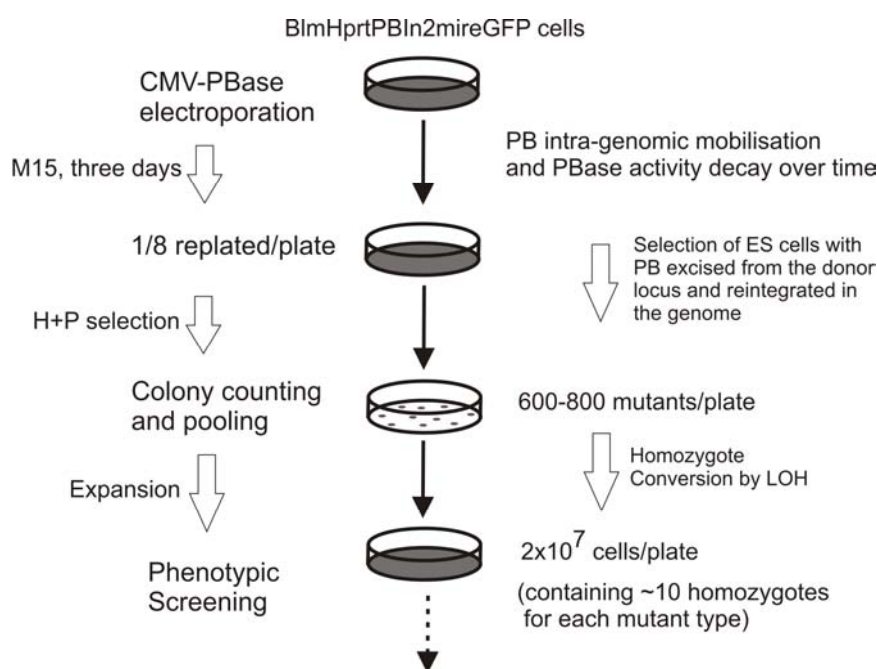 BlmHprtPBIn2mireGFP cells
CMV-PBase
electroporation
PB intra-genomic mobilisation
and PBase activity decay over time
M15, three days
1/8 replated/plate
Selection of ES cells with
PB excised from the donor
locus and reintegrated in
the genome
H+P selection
Colony counting
and pooling
600-800 mutants/plate
Homozygote
Conversion by LOH
Expansion
2x10⁷ cells/plate
Phenotypic
Screening
(containing ~10 homozygotes
for each mutant type)